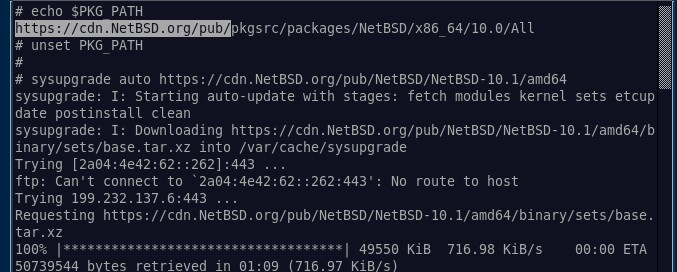 # echo $PKG_PATH
https://cdn.NetBSD.org/pub/pkgsrc/packages/NetBSD/x86_64/10.0/All
# unset PKG_PATH
#
# sysupgrade auto https://cdn.NetBSD.org/pub/NetBSD/NetBSD-10.1/amd64
sysupgrade: I: Starting auto-update with stages: fetch modules kernel sets etcup
date postinstall clean
sysupgrade: I: Downloading https://cdn.NetBSD.org/pub/NetBSD/NetBSD-10.1/amd64/b
inary/sets/base.tar.xz into /var/cache/sysupgrade
Trying [2a04:4e42:62::262]:443 ...
ftp: Can't connect to `2a04:4e42:62::262:443': No route to host
Trying 199.232.137.6:443 ...
Requesting https://cdn.NetBSD.org/pub/NetBSD/NetBSD-10.1/amd64/binary/sets/base.
tar.xz
100% |***********************************| 49550 KiB  716.98 KiB/s    00:00 ETA
50739544 bytes retrieved in 01:09 (716.97 KiB/s)